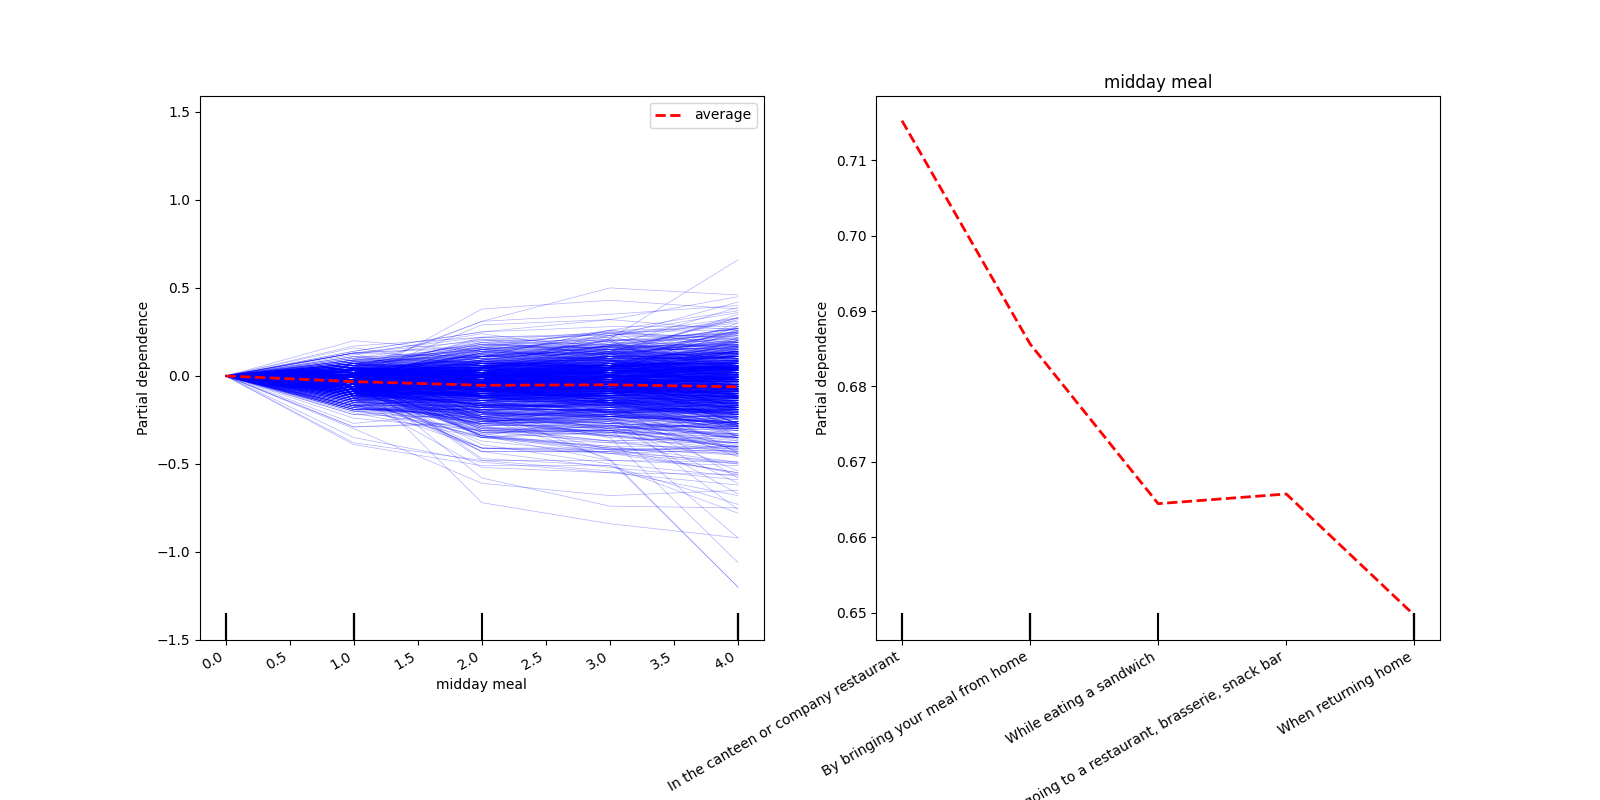 average
1.5
1.0
0.5
0.0
−0.5
−1.0
−1.5
Partial dependence
0.0
0.5
1.0
1.5
2.0
2.5
3.0
3.5
4.0
midday meal
midday meal
0.71
0.70
0.69
0.68
0.67
0.66
0.65
Partial dependence
In the canteen or company restaurant
By bringing your meal from home
While eating a sandwich
going to a restaurant, brasserie, snack bar
When returning home